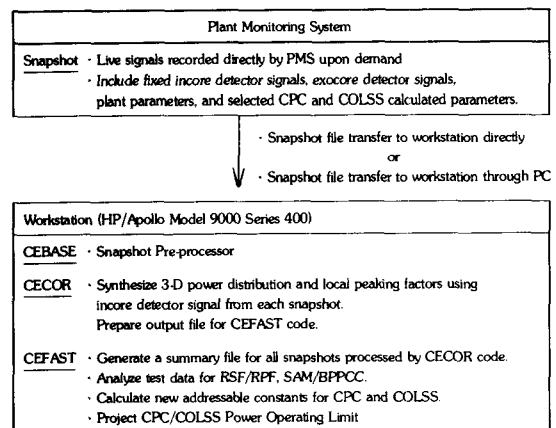 Plant Monitoring System
Snapshot · Live signals recorded directly by PMS upon demand
· Include fixed incore detector signals, exocore detector signals,
plant parameters, and selected CPC and COLSS calculated parameters.
· Snapshot file transfer to workstation directly
or
· Snapshot file transfer to workstation through PC
Workstation (HP/Apollo Model 9000 Series 400)
CEBASE · Snapshot Pre-processor
CECOR · Synthesize 3-D power distribution and local peaking factors using
incore detector signal from each snapshot.
Prepare output file for CEFAST code.
CEFAST · Generate a summary file for all snapshots processed by CECOR code.
· Analyze test data for RSF/RPF, SAM/BPPCC.
· Calculate new addressable constants for CPC and COLSS.
· Project CPC/COLSS Power Operating Limit